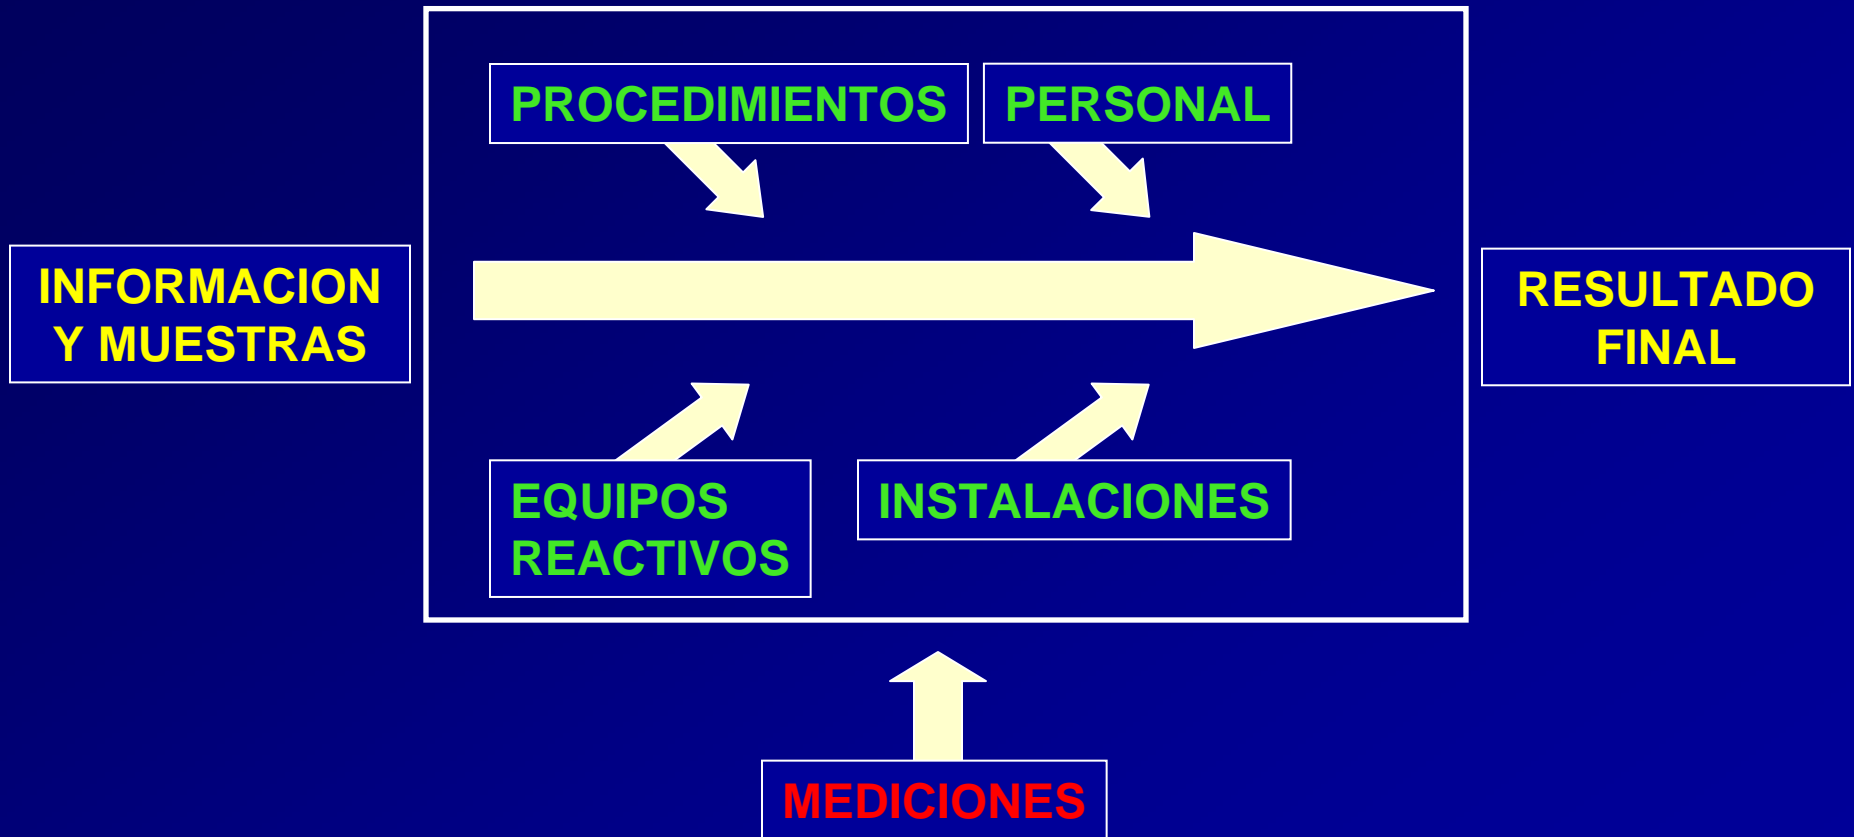 PROCEDIMIENTOS
PERSONAL
INFORMACION
Y MUESTRAS
RESULTADO
FINAL
EQUIPOS
REACTIVOS
INSTALACIONES
MEDICIONES